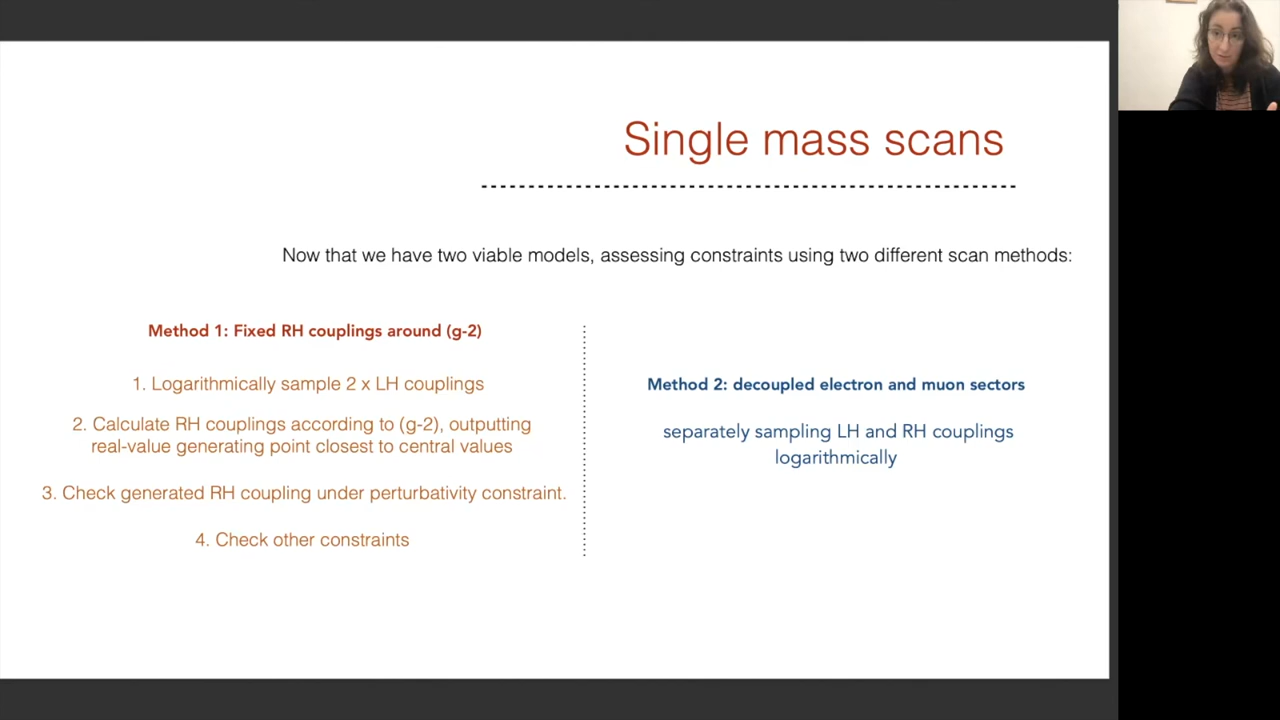 Single mass scans
Now that we have two viable models, assessing constraints using two different scan methods:
Method 1: Fixed RH couplings around (g-2)
1. Logarithmically sample 2 x LH couplings
2. Calculate RH couplings according to (g-2), outputting
real-value generating point closest to central values
3. Check generated RH coupling under perturbativity constraint.
4. Check other constraints
Method 2: decoupled electron and muon sectors
separately sampling LH and RH couplings
logarithmically